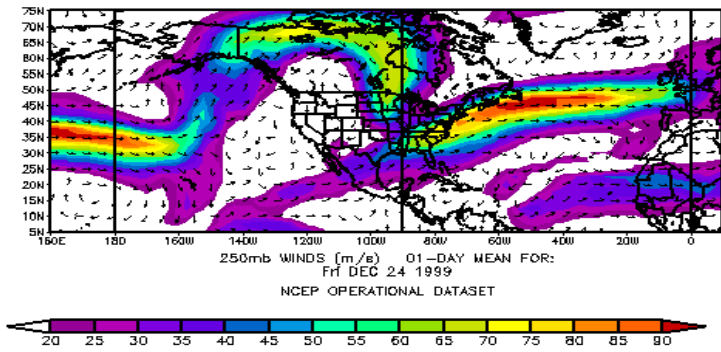 75N
70N
65N
60N
55N
50N
45N
40N
35N
30N
25N
20N
15N
10N
5N
160E 180 160W 140W 120W 100W 80W 60W 40W 20W 0
250mb WINDS (m/s) 01-DAY MEAN FOR:
Fri DEC 24 1999
NCEP OPERATIONAL DATASET
20 25 30 35 40 45 50 55 60 65 70 75 80 85 90